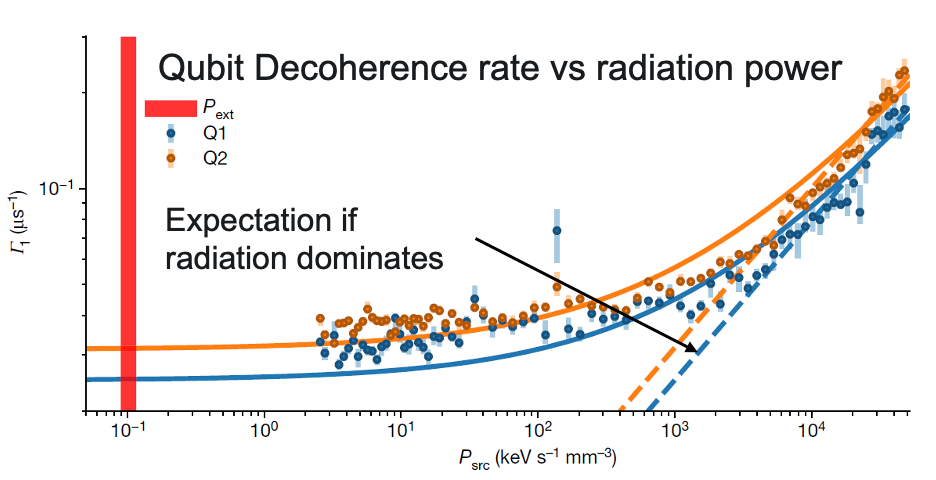 Qubit Decoherence rate vs radiation power
P_ext
Q1
Q2
10⁻¹
Γ₁ (μs⁻¹)
Expectation if
radiation dominates
10⁻¹ 10⁰ 10¹ 10² 10³ 10⁴
P_src (keV s⁻¹ mm⁻³)